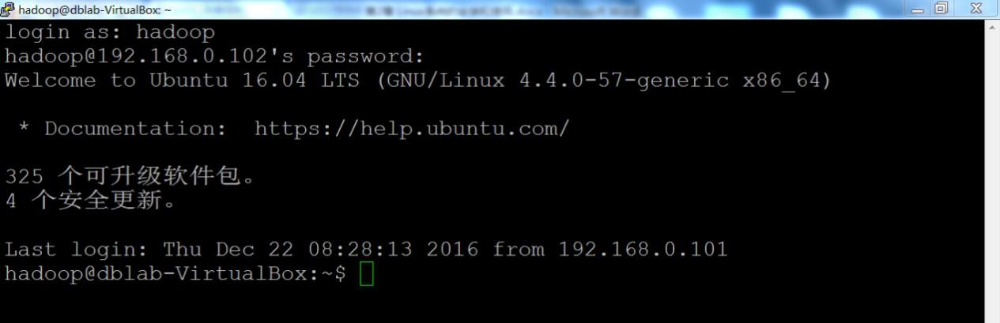 hadoop@dblab-VirtualBox: ~
login as: hadoop
hadoop@192.168.0.102's password:
Welcome to Ubuntu 16.04 LTS (GNU/Linux 4.4.0-57-generic x86_64)
* Documentation:  https://help.ubuntu.com/
325 个可升级软件包。
4 个安全更新。
Last login: Thu Dec 22 08:28:13 2016 from 192.168.0.101
hadoop@dblab-VirtualBox:~$